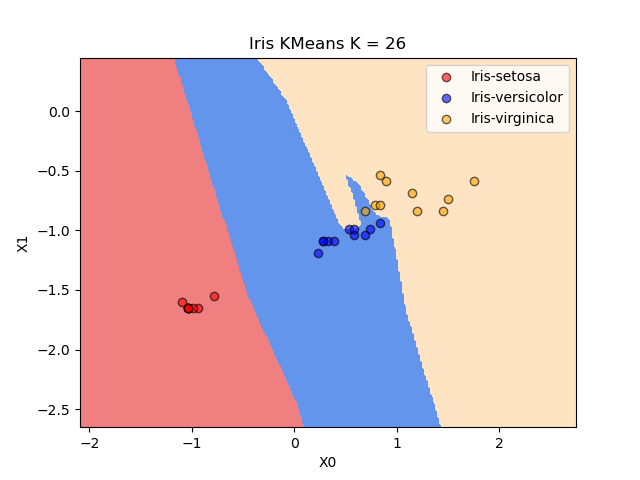 Iris KMeans K = 26
Iris-setosa
Iris-versicolor
Iris-virginica
0.0
−0.5
−1.0
−1.5
−2.0
−2.5
X1
−2
−1
0
1
2
X0